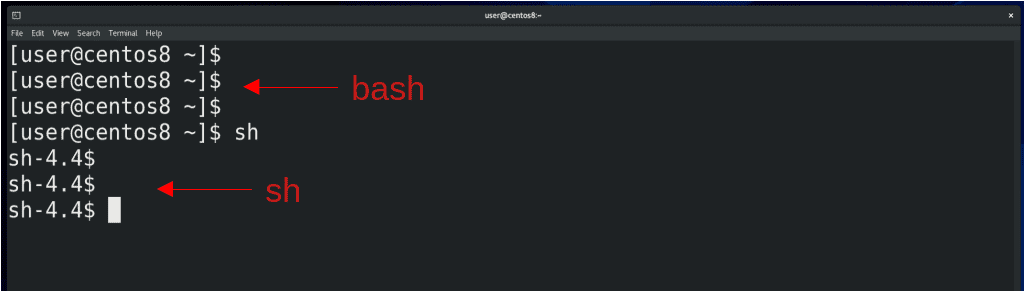 user@centos8:~
File Edit View Search Terminal Help
[user@centos8 ~]$
[user@centos8 ~]$
bash
[user@centos8 ~]$
[user@centos8 ~]$ sh
sh-4.4$
sh-4.4$
sh
sh-4.4$